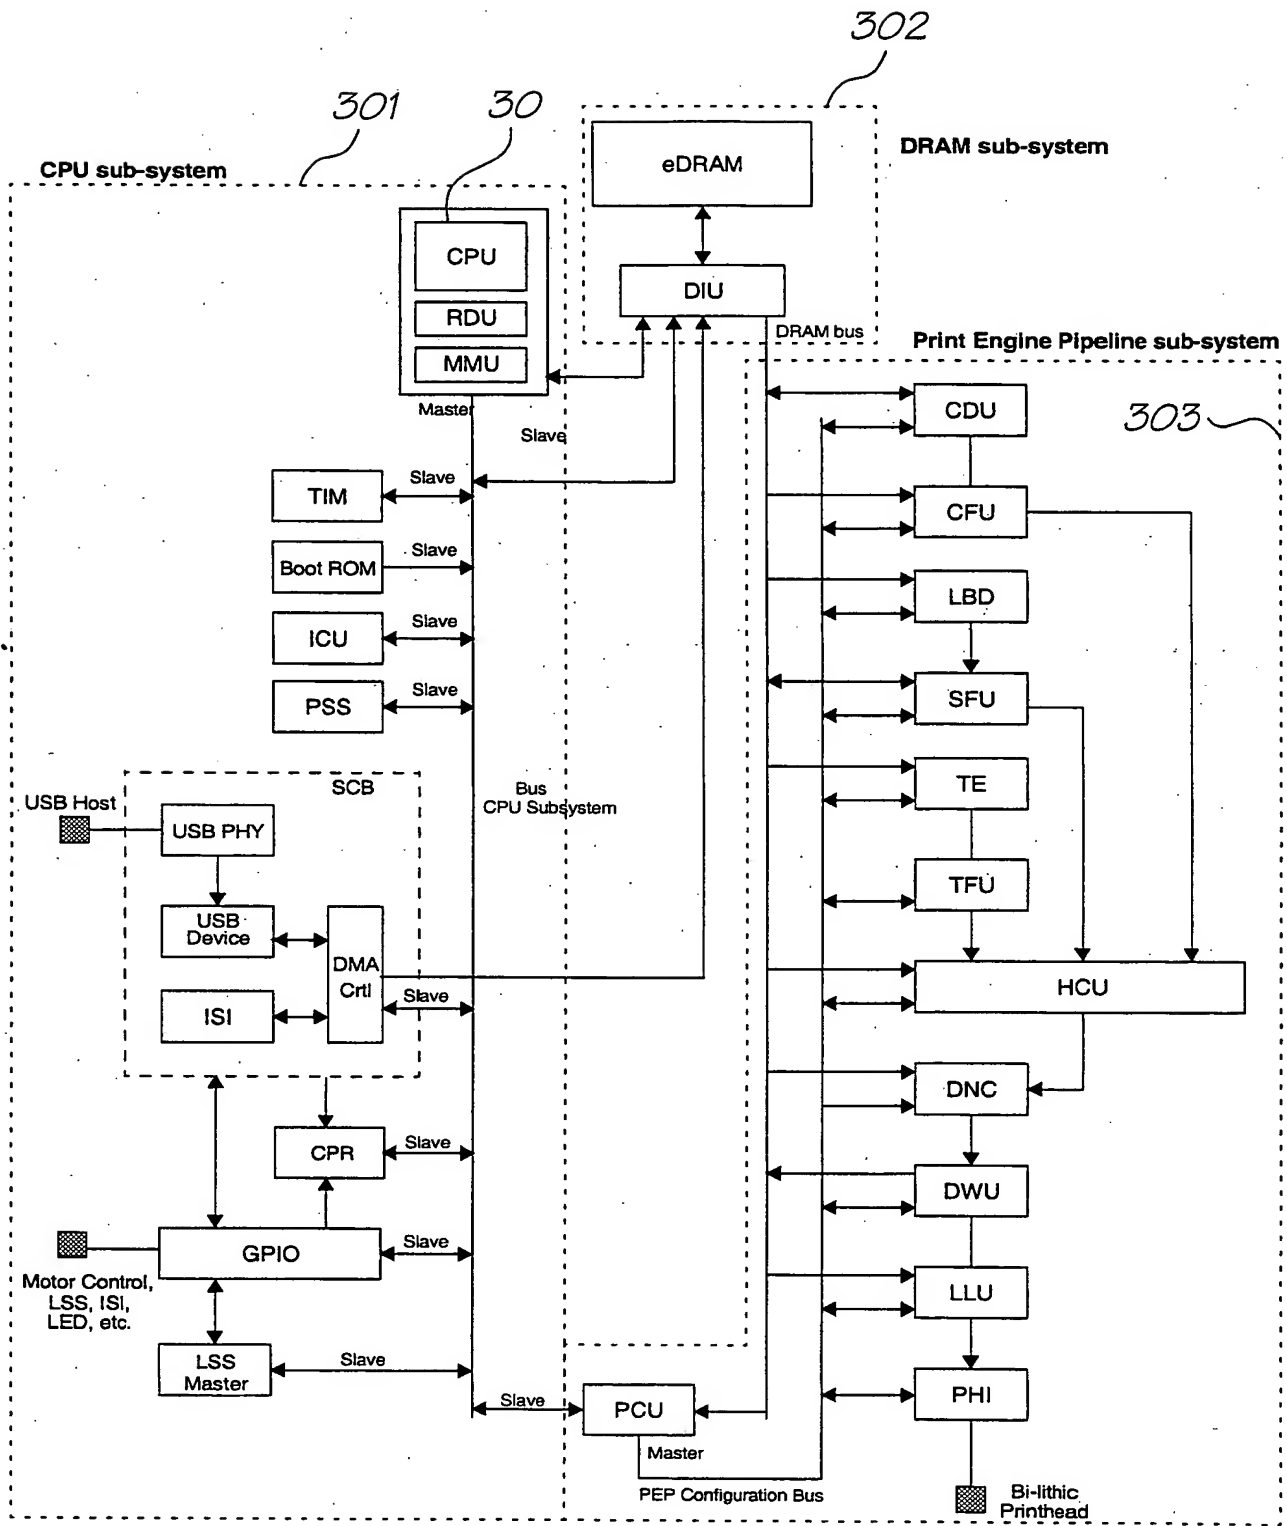 302
301
30
DRAM sub-system
CPU sub-system
eDRAM
CPU
DIU
RDU
DRAM bus
Print Engine Pipeline sub-system
MMU
Master
CDU
303
Slave
Slave
TIM
CFU
Slave
Boot ROM
LBD
Slave
ICU
Slave
PSS
SFU
SCB
Bus
CPU Subsystem
TE
USB Host
USB PHY
TFU
USB
Device
DMA
Crtl
HCU
Slave
ISI
DNC
CPR
Slave
DWU
GPIO
Slave
Motor Control,
LSS, ISI,
LED, etc.
LLU
LSS
Master
Slave
PHI
Slave
PCU
Master
PEP Configuration Bus
Bi-lithic
Printhead